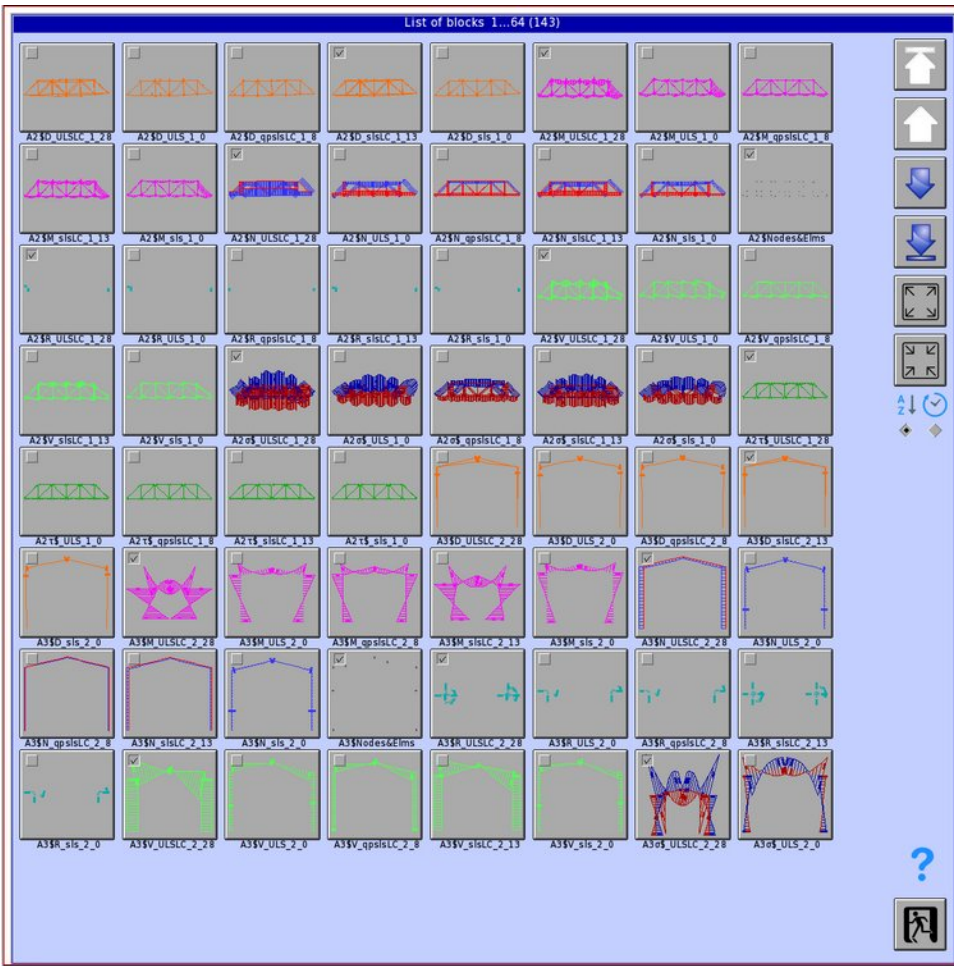 List of blocks 1...64 (143)
A2$D_ULSLC_1_28 A2$D_ULS_1_0 A2$D_qpslsLC_1_8 A2$D_slsLC_1_13 A2$D_sls_1_0 A2$M_ULSLC_1_28 A2$M_ULS_1_0 A2$M_qpslsLC_1_8
A2$M_slsLC_1_13 A2$M_sls_1_0 A2$N_ULSLC_1_28 A2$N_ULS_1_0 A2$N_qpslsLC_1_8 A2$N_slsLC_1_13 A2$N_sls_1_0 A2$Nodes&Elms
A2$R_ULSLC_1_28 A2$R_ULS_1_0 A2$R_qpslsLC_1_8 A2$R_slsLC_1_13 A2$R_sls_1_0 A2$V_ULSLC_1_28 A2$V_ULS_1_0 A2$V_qpslsLC_1_8
A
Z
A2$V_slsLC_1_13 A2$V_sls_1_0 A2σ$_ULSLC_1_28 A2σ$_ULS_1_0 A2σ$_qpslsLC_1_8 A2σ$_slsLC_1_13 A2σ$_sls_1_0 A2τ$_ULSLC_1_28
A2τ$_ULS_1_0 A2τ$_qpslsLC_1_8 A2τ$_slsLC_1_13 A2τ$_sls_1_0 A3$D_ULSLC_2_28 A3$D_ULS_2_0 A3$D_qpslsLC_2_8 A3$D_slsLC_2_13
A3$D_sls_2_0 A3$M_ULSLC_2_28 A3$M_ULS_2_0 A3$M_qpslsLC_2_8 A3$M_slsLC_2_13 A3$M_sls_2_0 A3$N_ULSLC_2_28 A3$N_ULS_2_0
A3$N_qpslsLC_2_8 A3$N_slsLC_2_13 A3$N_sls_2_0 A3$Nodes&Elms A3$R_ULSLC_2_28 A3$R_ULS_2_0 A3$R_qpslsLC_2_8 A3$R_slsLC_2_13
A3$R_sls_2_0 A3$V_ULSLC_2_28 A3$V_ULS_2_0 A3$V_qpslsLC_2_8 A3$V_slsLC_2_13 A3$V_sls_2_0 A3σ$_ULSLC_2_28 A3σ$_ULS_2_0
?